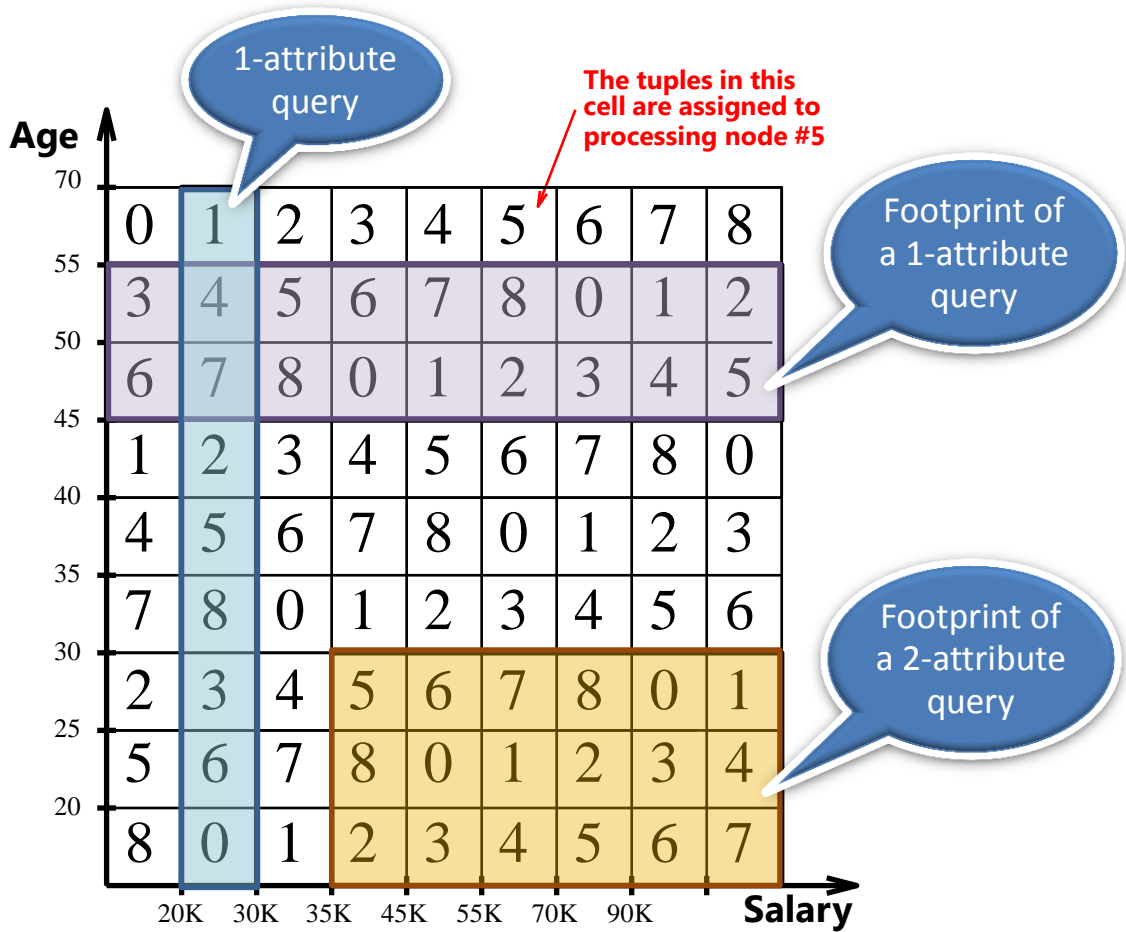 1-attribute
query
The tuples in this
cell are assigned to
processing node #5
Age
70
0 1 2 3 4 5 6 7 8
Footprint of
a 1-attribute
query
55
3 4 5 6 7 8 0 1 2
50
6 7 8 0 1 2 3 4 5
45
1 2 3 4 5 6 7 8 0
40
4 5 6 7 8 0 1 2 3
35
7 8 0 1 2 3 4 5 6
Footprint of
a 2-attribute
query
30
2 3 4 5 6 7 8 0 1
25
5 6 7 8 0 1 2 3 4
20
8 0 1 2 3 4 5 6 7
20K 30K 35K 45K 55K 70K 90K Salary